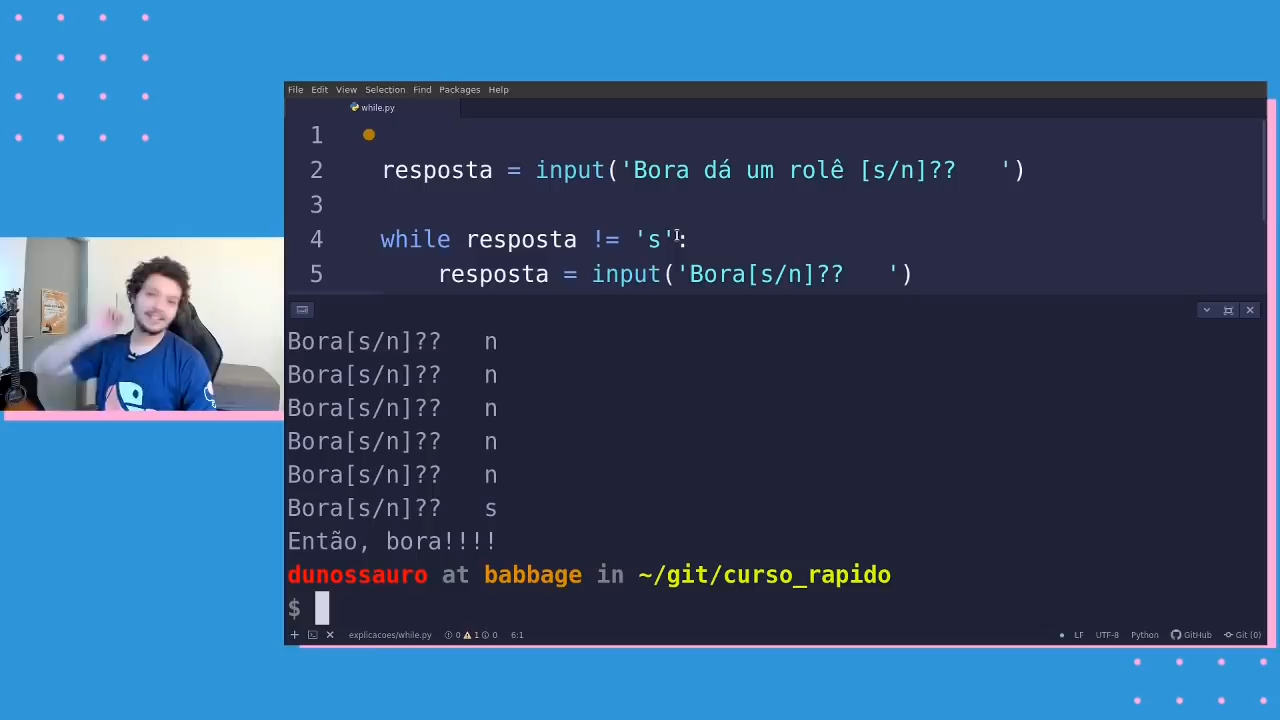 File Edit View Selection Find Packages Help
while.py
1
2 resposta = input('Bora dá um rolê [s/n]??   ')
3
4 while resposta != 's':
5     resposta = input('Bora[s/n]??   ')
Bora[s/n]??   n
Bora[s/n]??   n
Bora[s/n]??   n
Bora[s/n]??   n
Bora[s/n]??   n
Bora[s/n]??   s
Então, bora!!!!
dunossauro at babbage in ~/git/curso_rapido
$
explicacoes/while.py 0 1 0 6:1 LF UTF-8 Python GitHub Git (0)